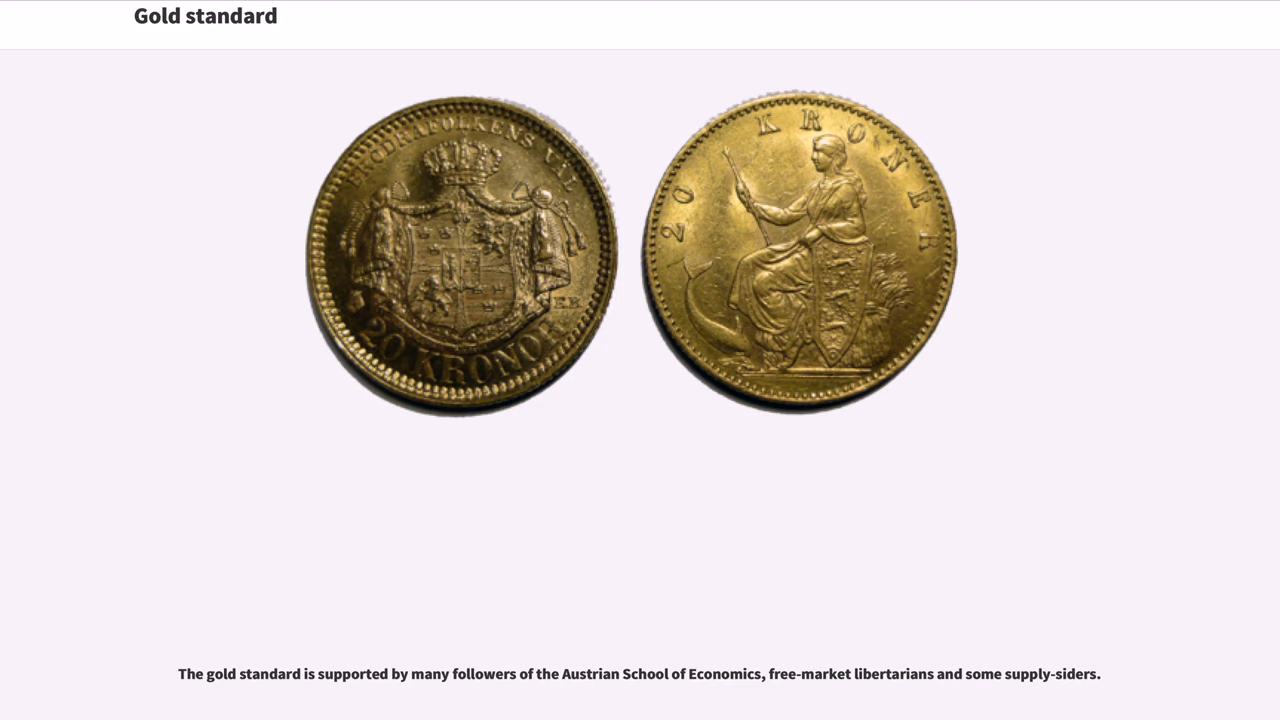 Gold standard
BRÖDRAFOLKENS VÄL
20 KRONER
E.B.
20 KRONOR
The gold standard is supported by many followers of the Austrian School of Economics, free-market libertarians and some supply-siders.